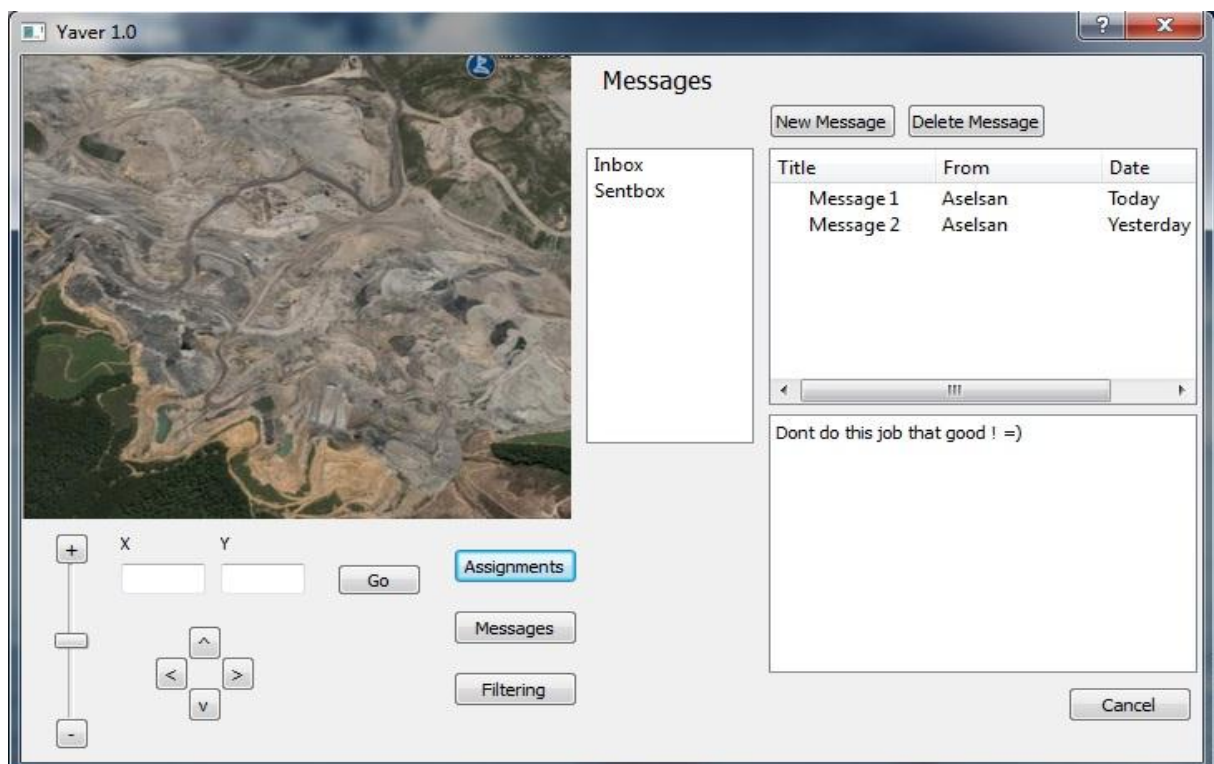 Yaver 1.0
?
X
Messages
New Message Delete Message
Inbox
Sentbox
Title From Date
Message 1 Aselsan Today
Message 2 Aselsan Yesterday
Dont do this job that good ! =)
+
X Y
Go
Assignments
Messages
Filtering
^
< >
v
-
Cancel